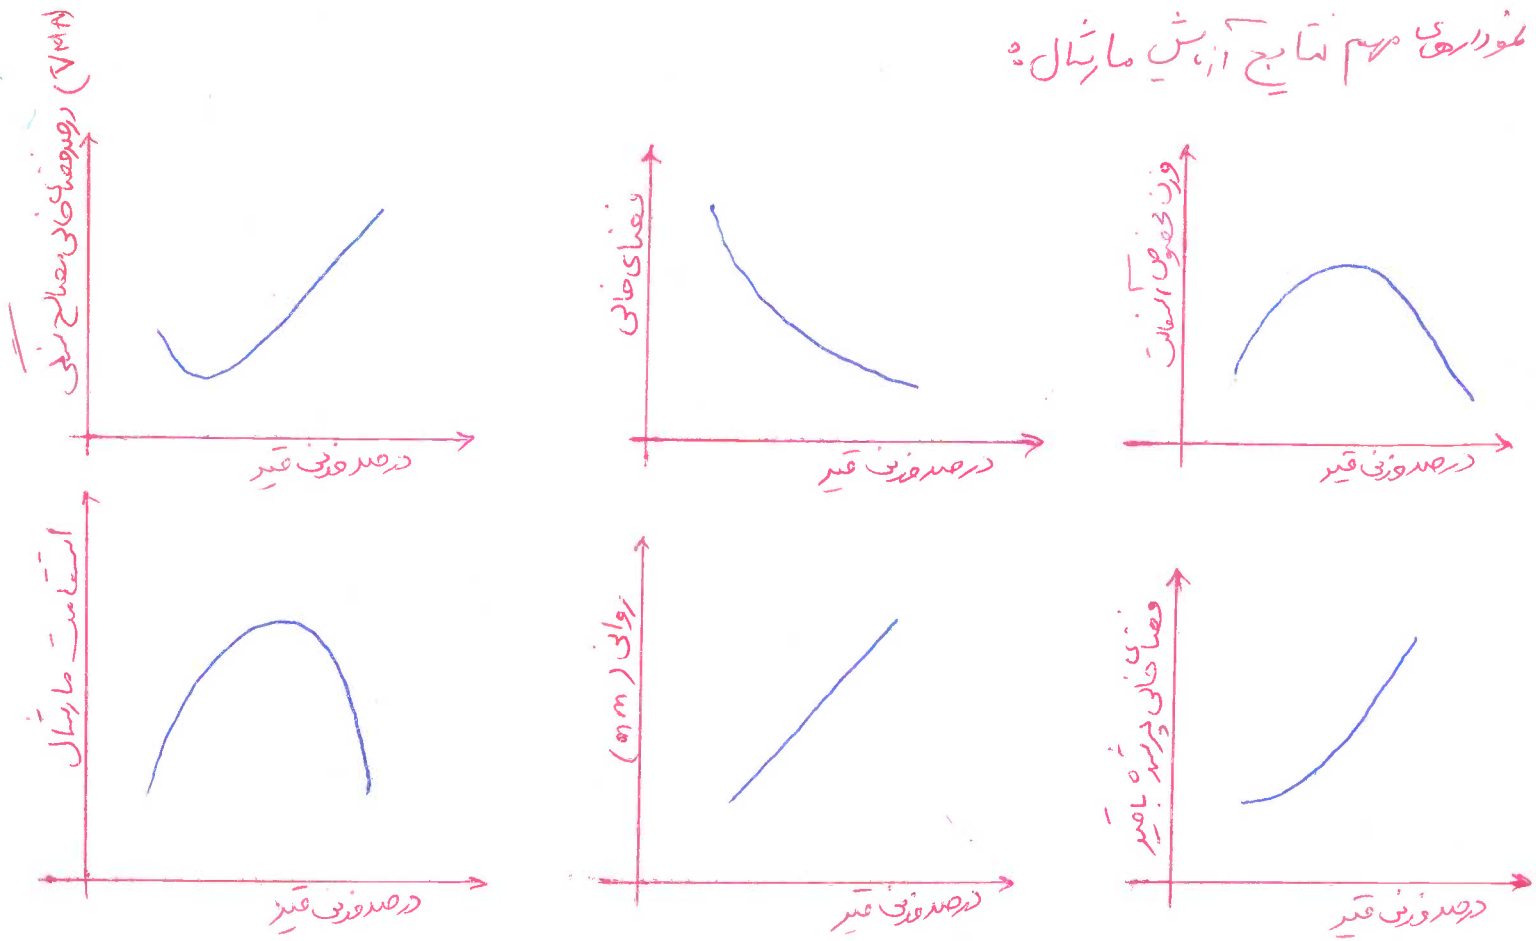 نمودارهای مهم نتایج آزمایش مارشال:
وزن مخصوص آسفالت
درصد وزنی قیر
فضای خالی
درصد وزنی قیر
درصد فضای خالی مصالح سنگی (VMA)
درصد وزنی قیر
فضای خالی پر شده با قیر
درصد وزنی قیر
روانی (mm)
درصد وزنی قیر
استقامت مارشال
درصد وزنی قیر